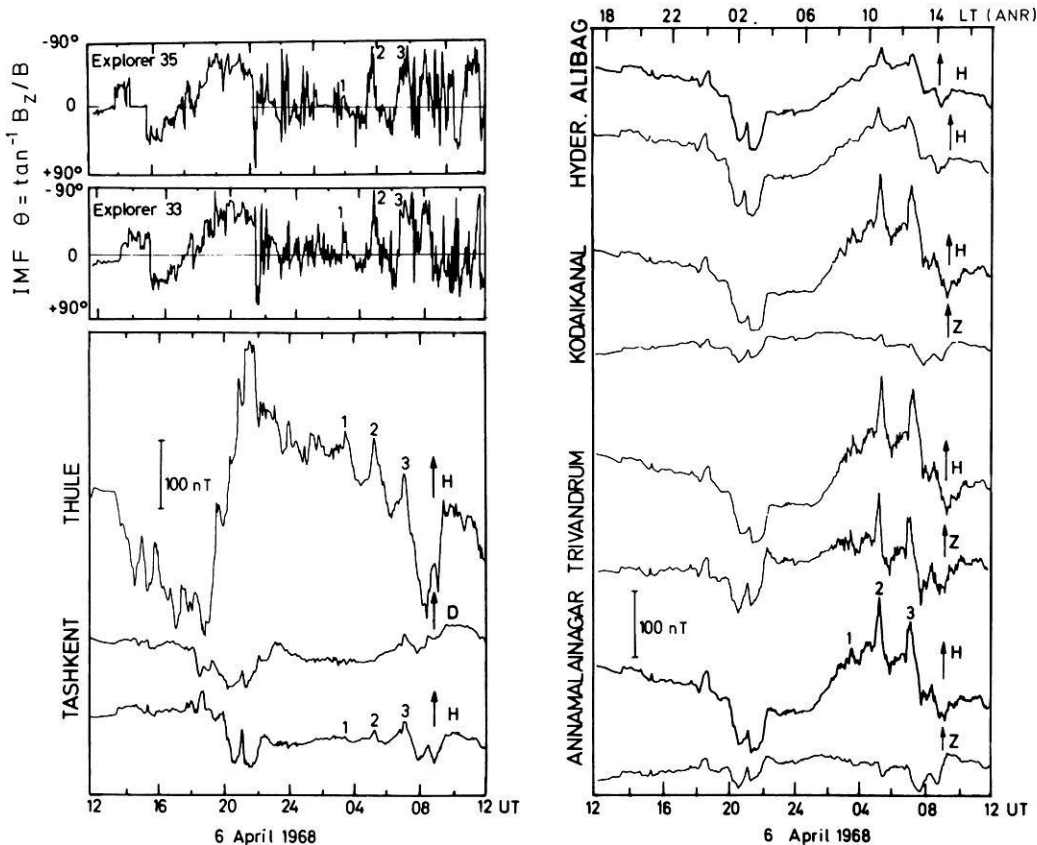 -90°
Explorer 35
2 3
1
0
+90°
-90°
Explorer 33
2 3
1
0
+90°
IMF Θ = tan⁻¹ B_Z/B
THULE
100 nT
1
2
3
H
TASHKENT
D
H
1
2
3
12 16 20 24 04 08 12 UT
6 April 1968
18 22 02 06 10 14 LT (ANR)
ALIBAG
H
HYDER.
H
KODAIKANAL
H
Z
TRIVANDRUM
H
Z
ANNAMALAINAGAR
100 nT
1
2
3
H
Z
12 16 20 24 04 08 12 UT
6 April 1968